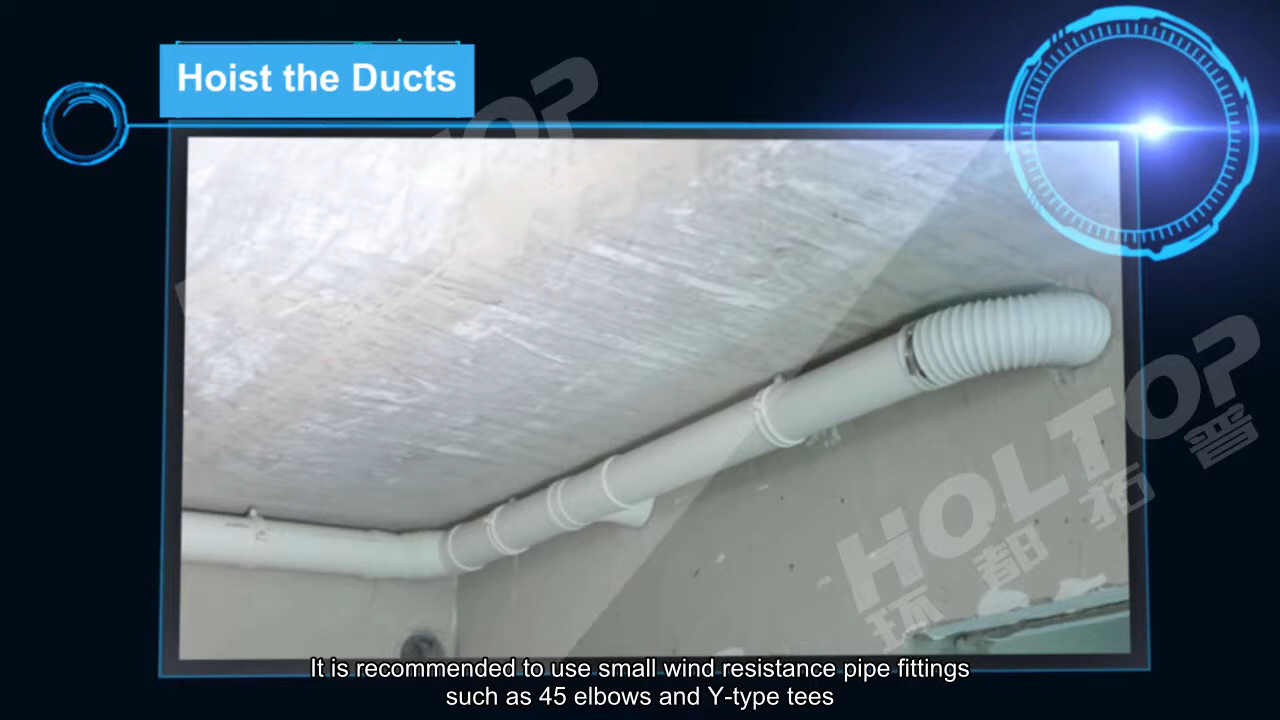 Hoist the Ducts
TOP
HOLTOP
环都拓普
It is recommended to use small wind resistance pipe fittings
such as 45 elbows and Y-type tees